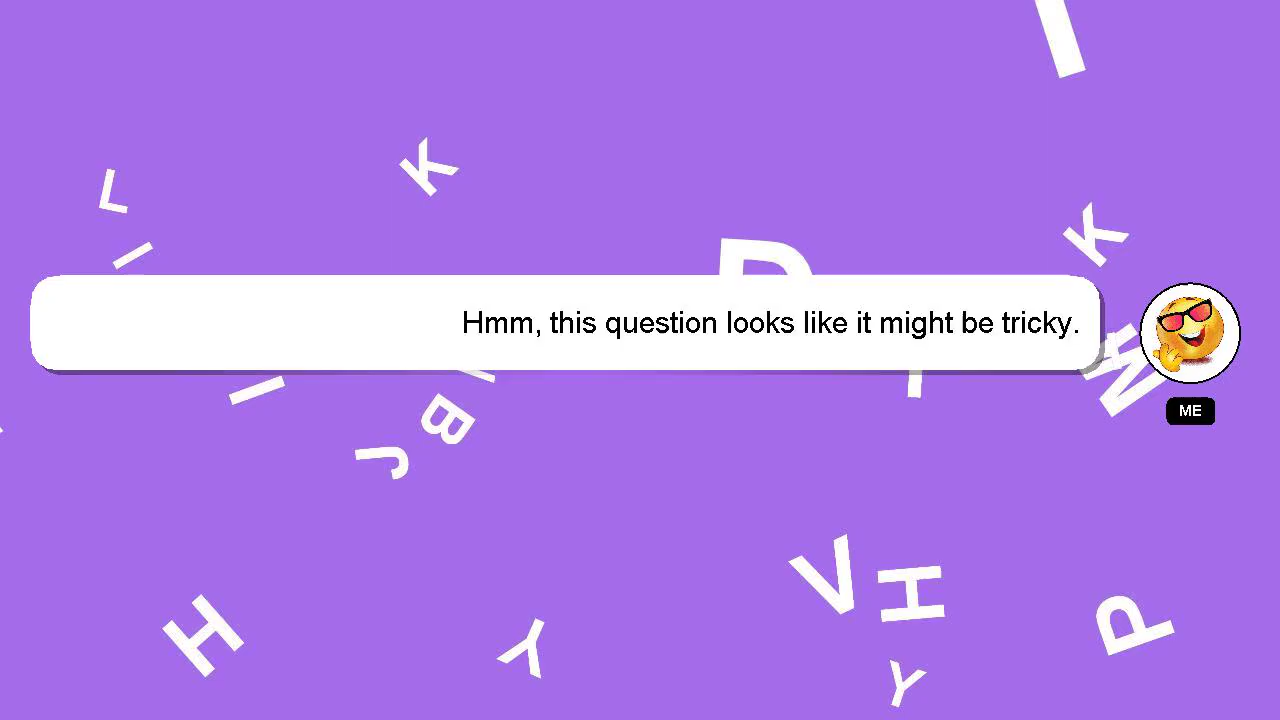 I
K
L
K
I
D
Hmm, this question looks like it might be tricky.
ME
I
B
J
V
H
H
P
Y
Y